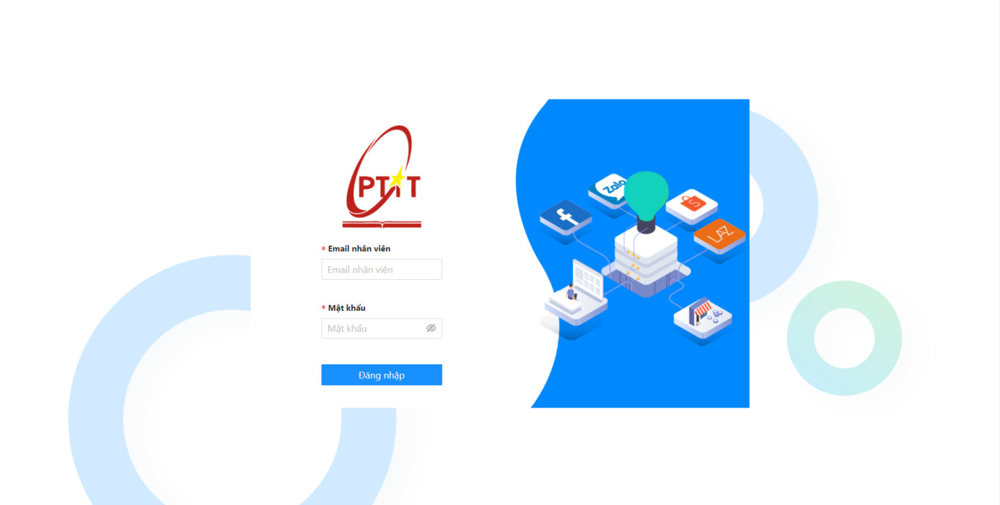 PTIT
* Email nhân viên
Email nhân viên
* Mật khẩu
Mật khẩu
Đăng nhập
Zalo
f
S
LAZ